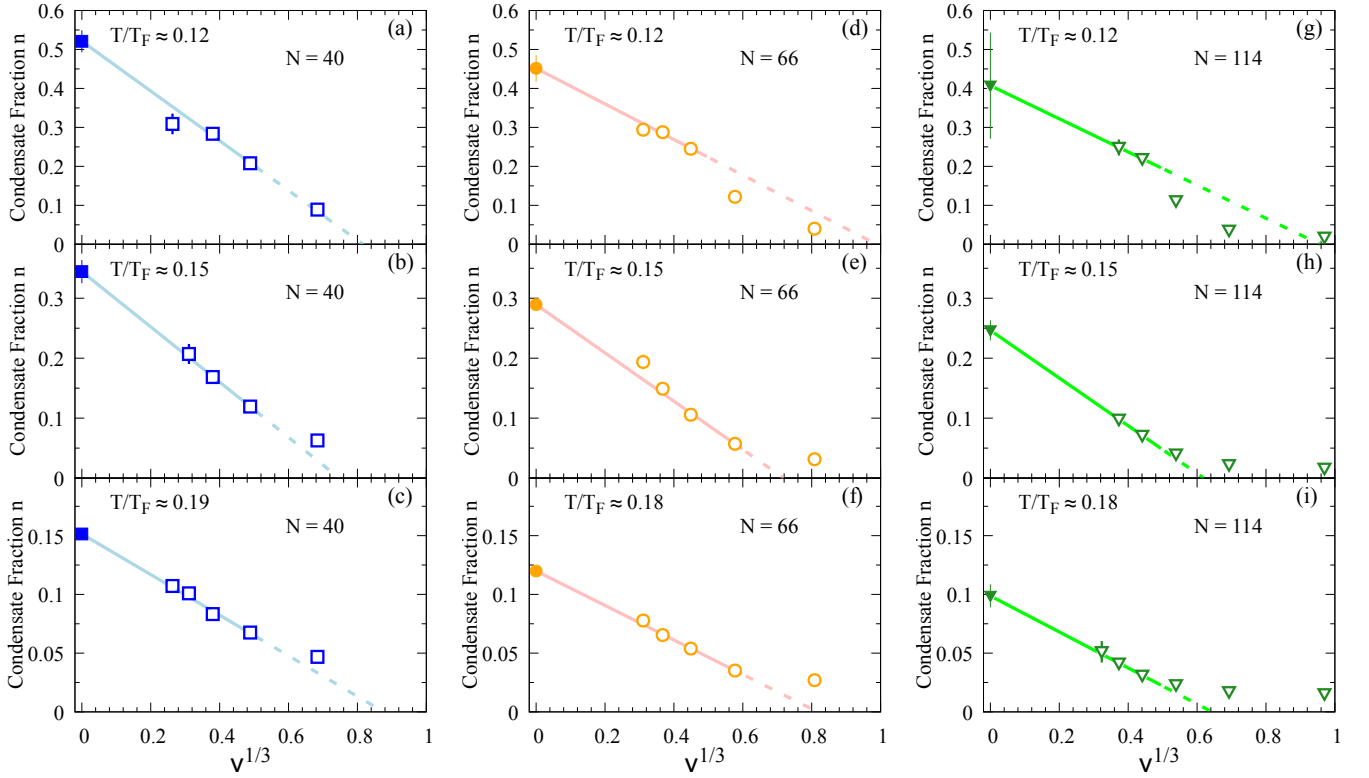 0.6 0.6 0.6
T/T_F ≈ 0.12 (a) T/T_F ≈ 0.12 (d) T/T_F ≈ 0.12 (g)
0.5 0.5 0.5
N = 40 N = 66 N = 114
0.4 0.4 0.4
0.3 0.3 0.3
0.2 0.2 0.2
0.1 0.1 0.1
0 0 0
Condensate Fraction n Condensate Fraction n Condensate Fraction n
T/T_F ≈ 0.15 (b) T/T_F ≈ 0.15 (e) T/T_F ≈ 0.15 (h)
N = 40 N = 66 N = 114
0.3 0.3 0.3
0.2 0.2 0.2
0.1 0.1 0.1
0 0 0
Condensate Fraction n Condensate Fraction n Condensate Fraction n
T/T_F ≈ 0.19 (c) T/T_F ≈ 0.18 (f) T/T_F ≈ 0.18 (i)
N = 40 N = 66 N = 114
0.15 0.15 0.15
0.1 0.1 0.1
0.05 0.05 0.05
0 0 0
Condensate Fraction n Condensate Fraction n Condensate Fraction n
0 0.2 0.4 0.6 0.8 1 0 0.2 0.4 0.6 0.8 1 0 0.2 0.4 0.6 0.8 1
ν^{1/3} ν^{1/3} ν^{1/3}